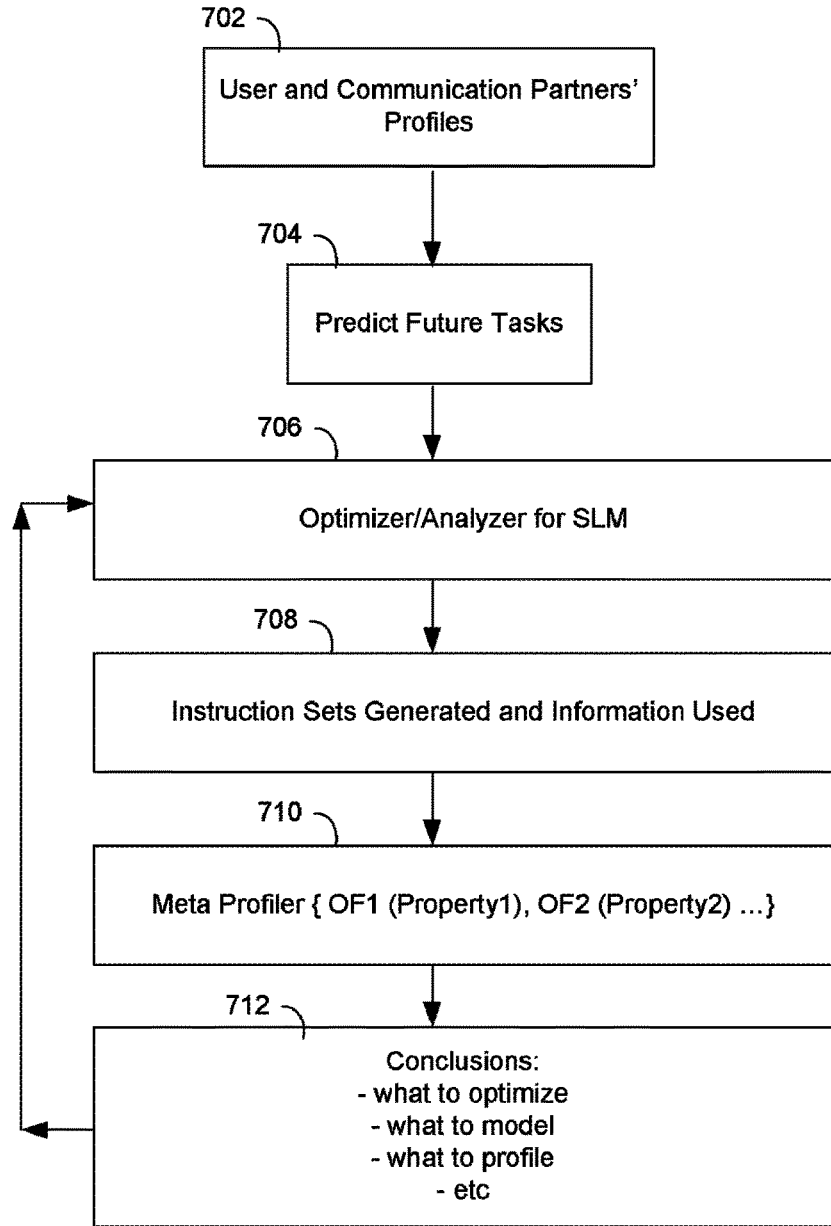 702
User and Communication Partners'
Profiles
704
Predict Future Tasks
706
Optimizer/Analyzer for SLM
708
Instruction Sets Generated and Information Used
710
Meta Profiler { OF1 (Property1), OF2 (Property2) ...}
712
Conclusions:
- what to optimize
- what to model
- what to profile
- etc